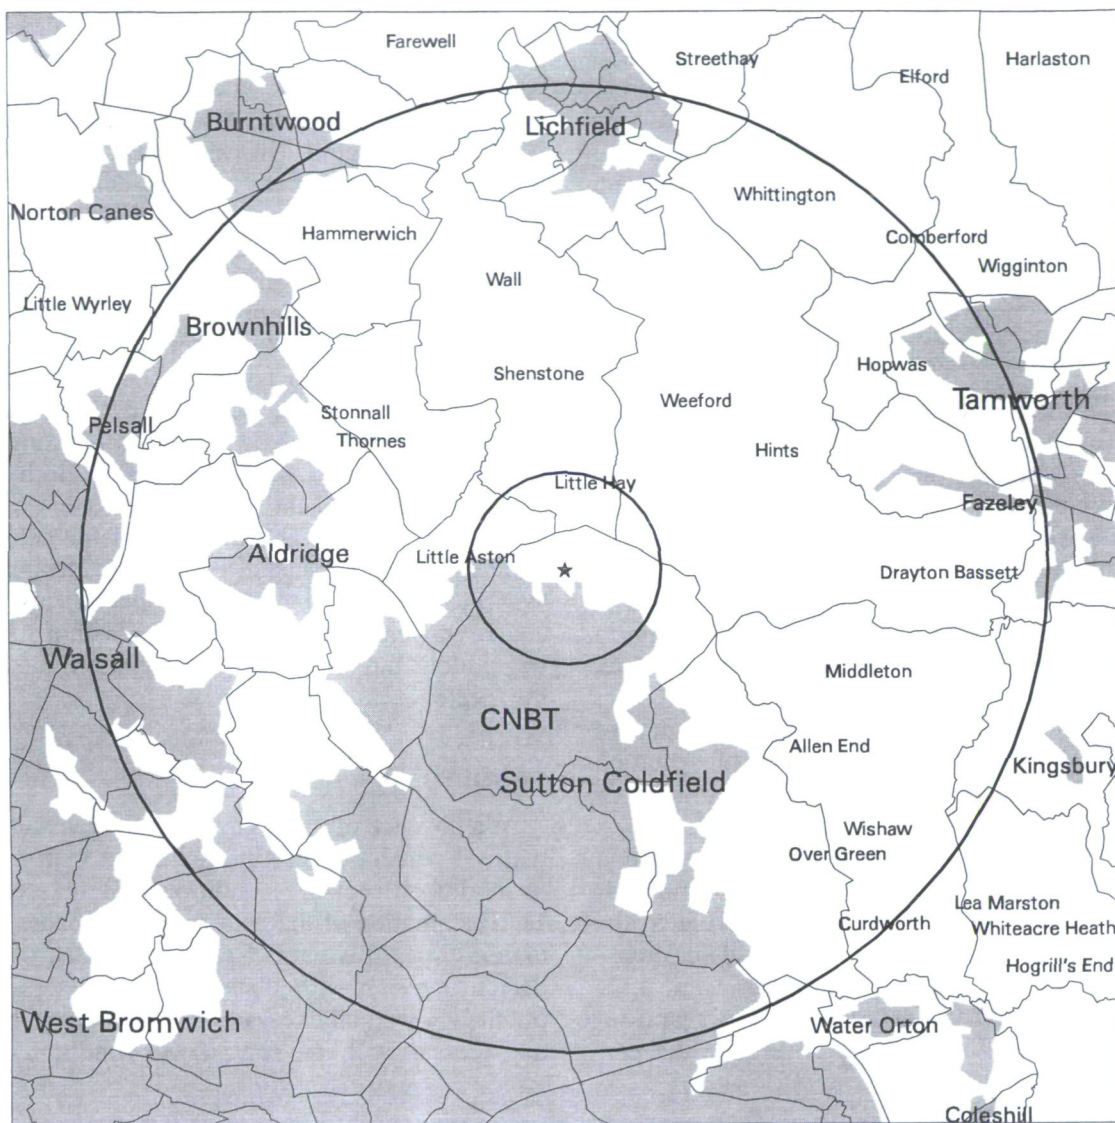 Farewell
Streethay
Elford
Harlaston
Burntwood
Lichfield
Whittington
Norton Canes
Hammerwich
Comberford
Wigginton
Wall
Little Wyrley
Brownhills
Hopwas
Shenstone
Weeford
Tamworth
Pelsall
Stonnall
Thornes
Hints
Little Hay
Fazeley
Aldridge
Little Aston
Drayton Bassett
Walsall
Middleton
CNBT
Allen End
Kingsbury
Sutton Coldfield
Wishaw
Over Green
Lea Marston
Curdworth
Whiteacre Heath
Hogrill's End
West Bromwich
Water Orton
Coleshill